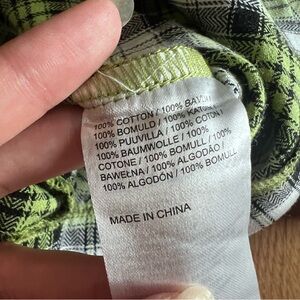 100% COTTON / 100%
100% BOMULD / 100%
100% PUUVILLA / 100% COTON /
100% BAUMWOLLE / 100%
COTONE / 100% BOMULL / 100%
BAWEŁNA / 100% ALGODÃO /
100% ALGODÓN / 100% BOMULL
MADE IN CHINA